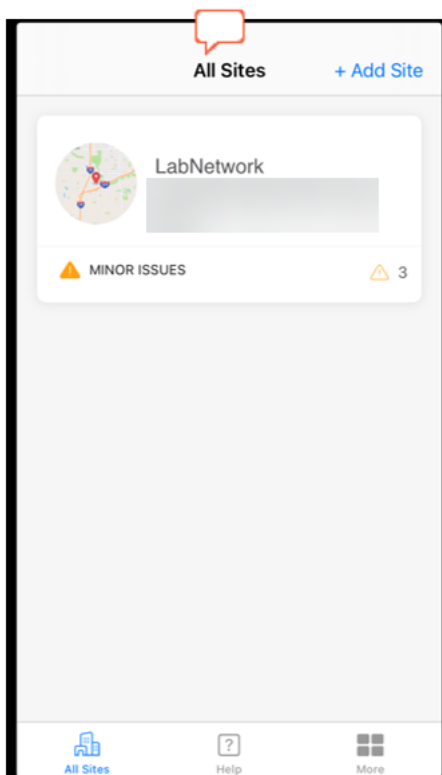 All Sites + Add Site
LabNetwork
MINOR ISSUES 3
?
All Sites Help More